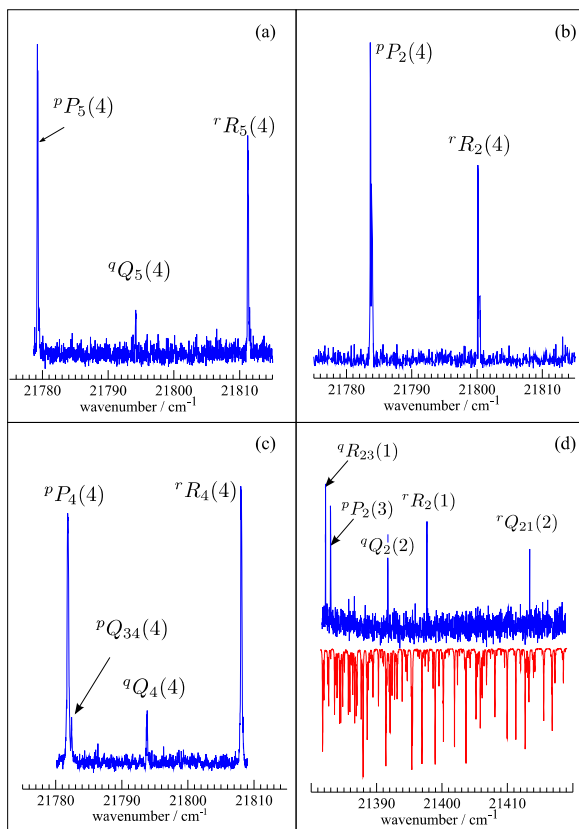 (a)
pP5(4)
rR5(4)
qQ5(4)
21780 21790 21800 21810
wavenumber / cm-1
(b)
pP2(4)
rR2(4)
21780 21790 21800 21810
wavenumber / cm-1
(c)
pP4(4)
rR4(4)
pQ34(4)
qQ4(4)
21780 21790 21800 21810
wavenumber / cm-1
(d)
qR23(1)
pP2(3)
rR2(1)
qQ2(2)
rQ21(2)
21390 21400 21410
wavenumber / cm-1